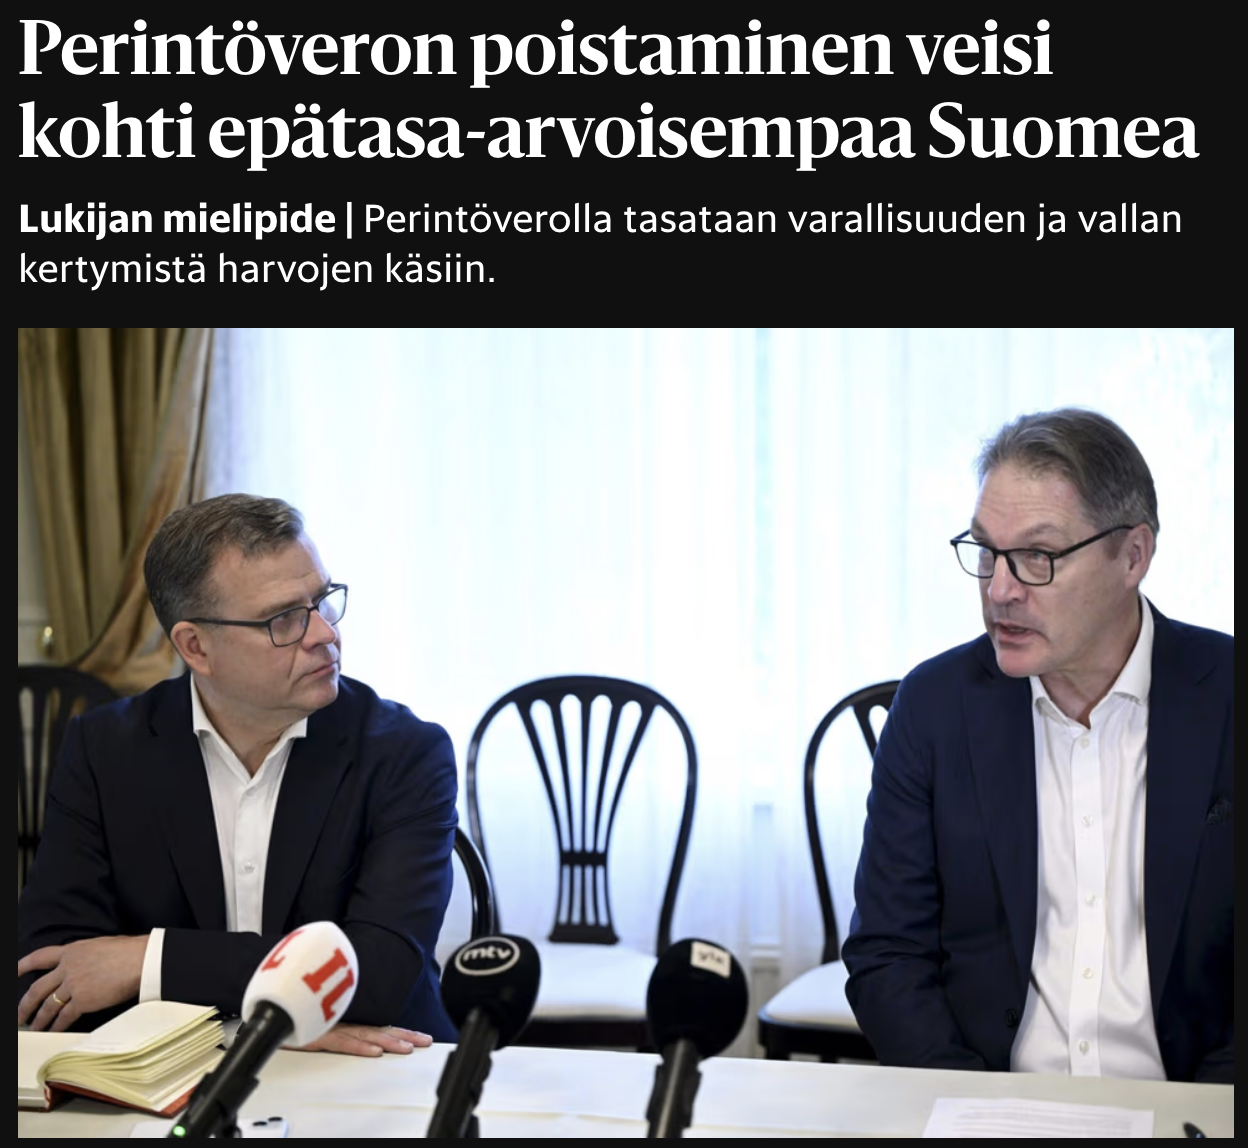 Perintöveron poistaminen veisi
kohti epätasa-arvoisempaa Suomea
Lukijan mielipide | Perintöverolla tasataan varallisuuden ja vallan
kertymistä harvojen käsiin.
IL
mtv
yle